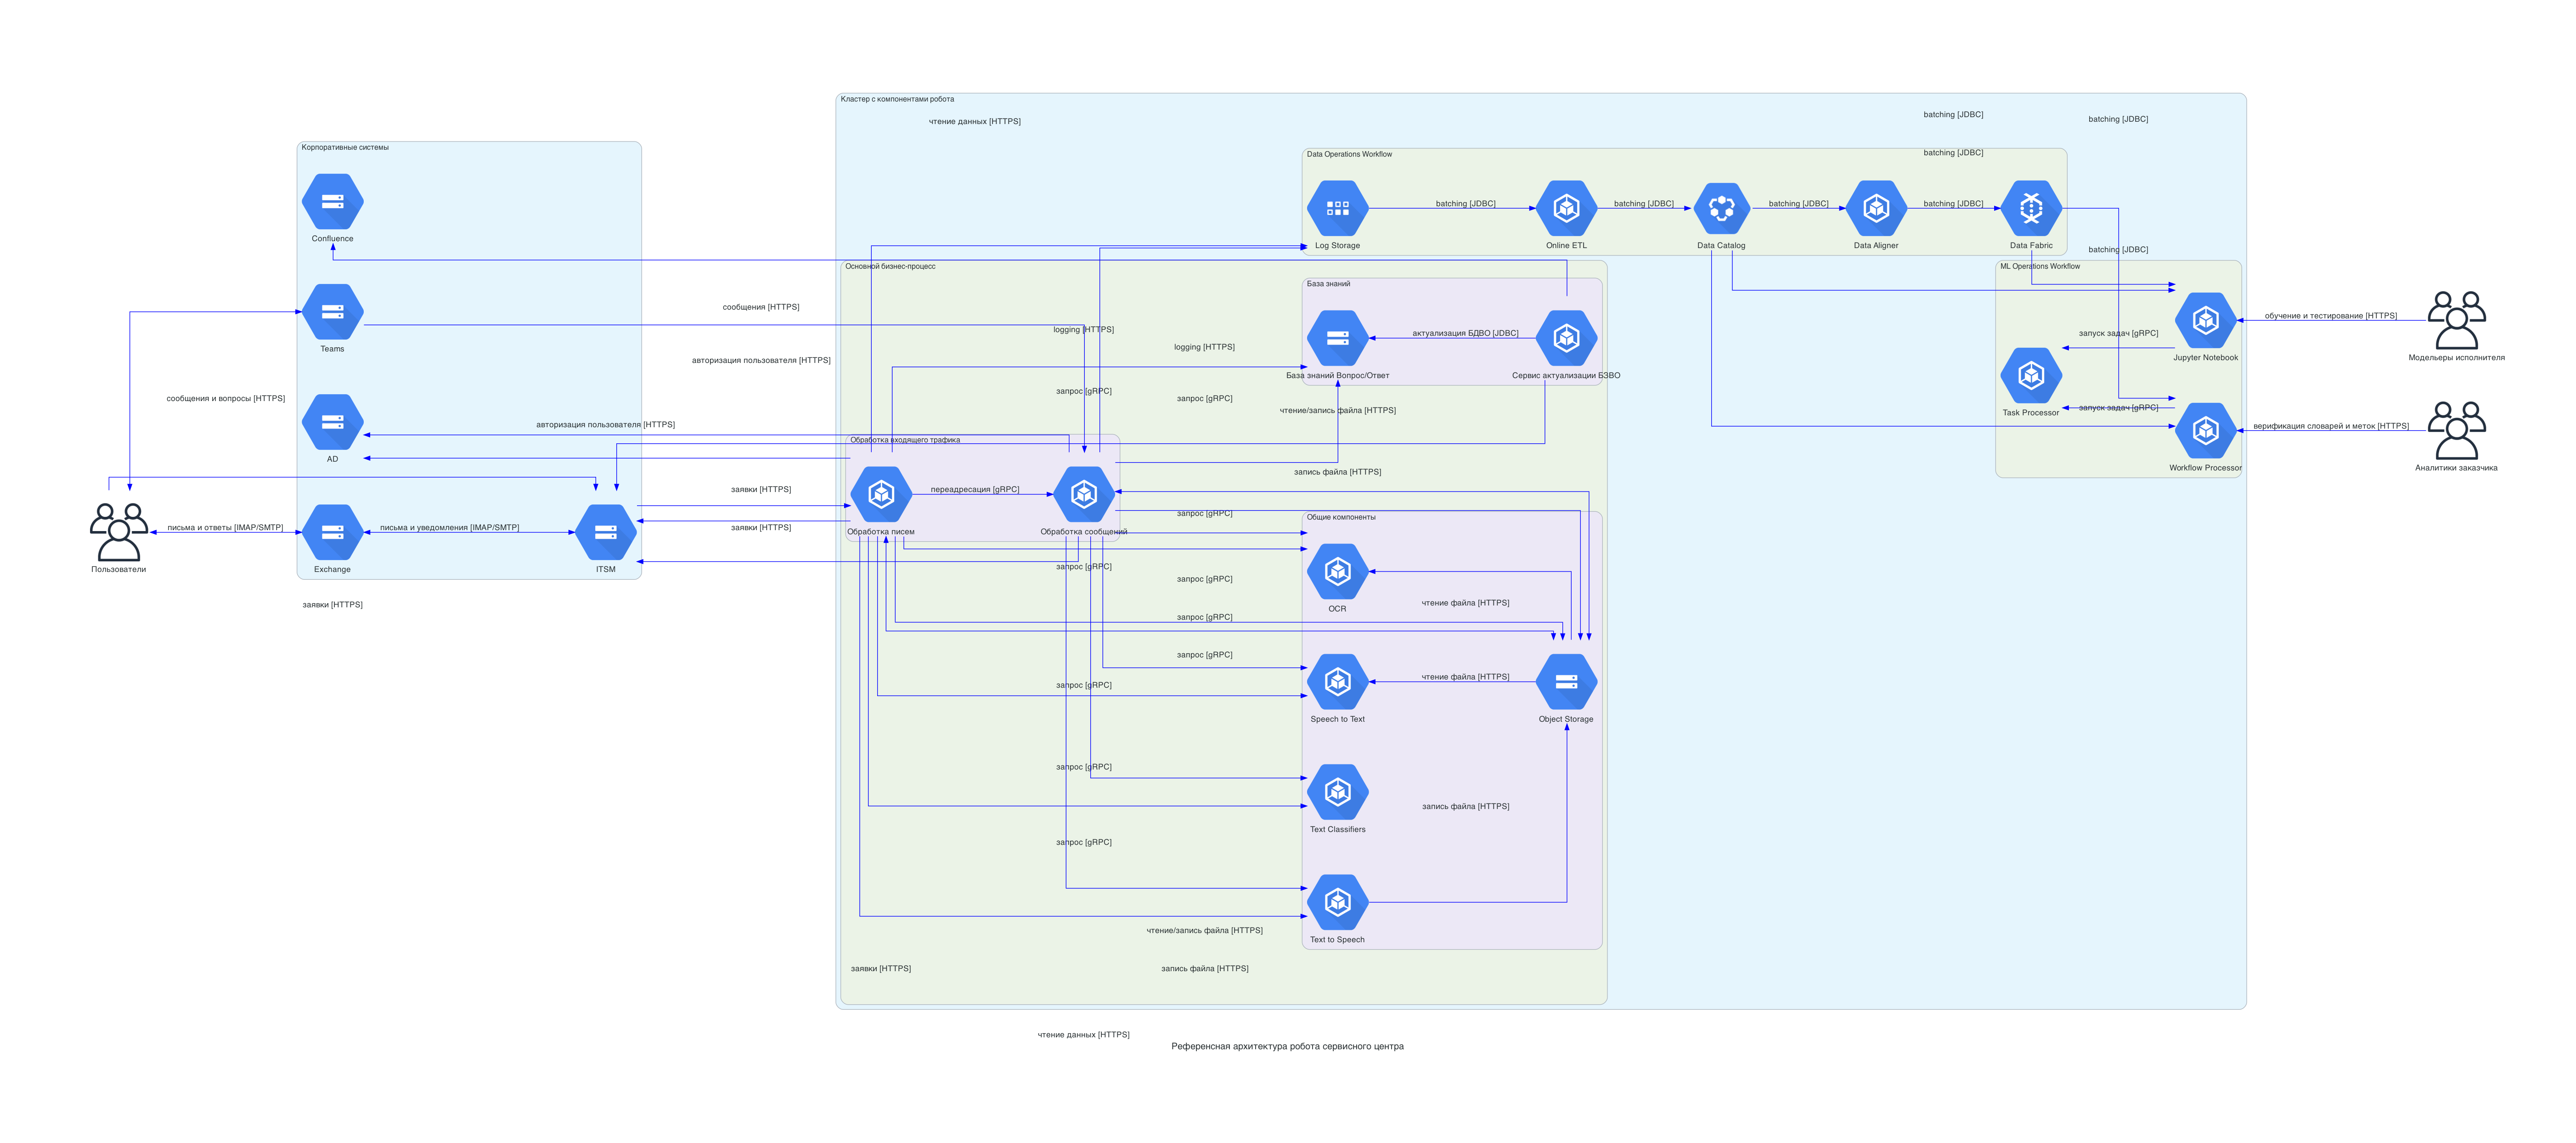 Кластер с компонентами робота
чтение данных [HTTPS]
batching [JDBC]
batching [JDBC]
Корпоративные системы
Data Operations Workflow
batching [JDBC]
batching [JDBC]
batching [JDBC]
batching [JDBC]
batching [JDBC]
Confluence
Log Storage
Online ETL
Data Catalog
Data Aligner
Data Fabric
batching [JDBC]
Основной бизнес-процесс
ML Operations Workflow
База знаний
сообщения [HTTPS]
обучение и тестирование [HTTPS]
logging [HTTPS]
актуализация БДВО [JDBC]
запуск задач [gRPC]
Teams
logging [HTTPS]
Jupyter Notebook
Модельеры исполнителя
авторизация пользователя [HTTPS]
База знаний Вопрос/Ответ
Сервис актуализации БЗВО
запрос [gRPC]
сообщения и вопросы [HTTPS]
запрос [gRPC]
чтение/запись файла [HTTPS]
запуск задач [gRPC]
Task Processor
авторизация пользователя [HTTPS]
верификация словарей и меток [HTTPS]
Обработка входящего трафика
AD
Workflow Processor
Аналитики заказчика
запись файла [HTTPS]
заявки [HTTPS]
переадресация [gRPC]
запрос [gRPC]
Общие компоненты
письма и ответы [IMAP/SMTP]
письма и уведомления [IMAP/SMTP]
заявки [HTTPS]
Обработка писем
Обработка сообщений
Пользователи
Exchange
ITSM
запрос [gRPC]
запрос [gRPC]
заявки [HTTPS]
чтение файла [HTTPS]
OCR
запрос [gRPC]
запрос [gRPC]
чтение файла [HTTPS]
запрос [gRPC]
Speech to Text
Object Storage
запрос [gRPC]
запись файла [HTTPS]
Text Classifiers
запрос [gRPC]
чтение/запись файла [HTTPS]
Text to Speech
заявки [HTTPS]
запись файла [HTTPS]
чтение данных [HTTPS]
Референсная архитектура робота сервисного центра